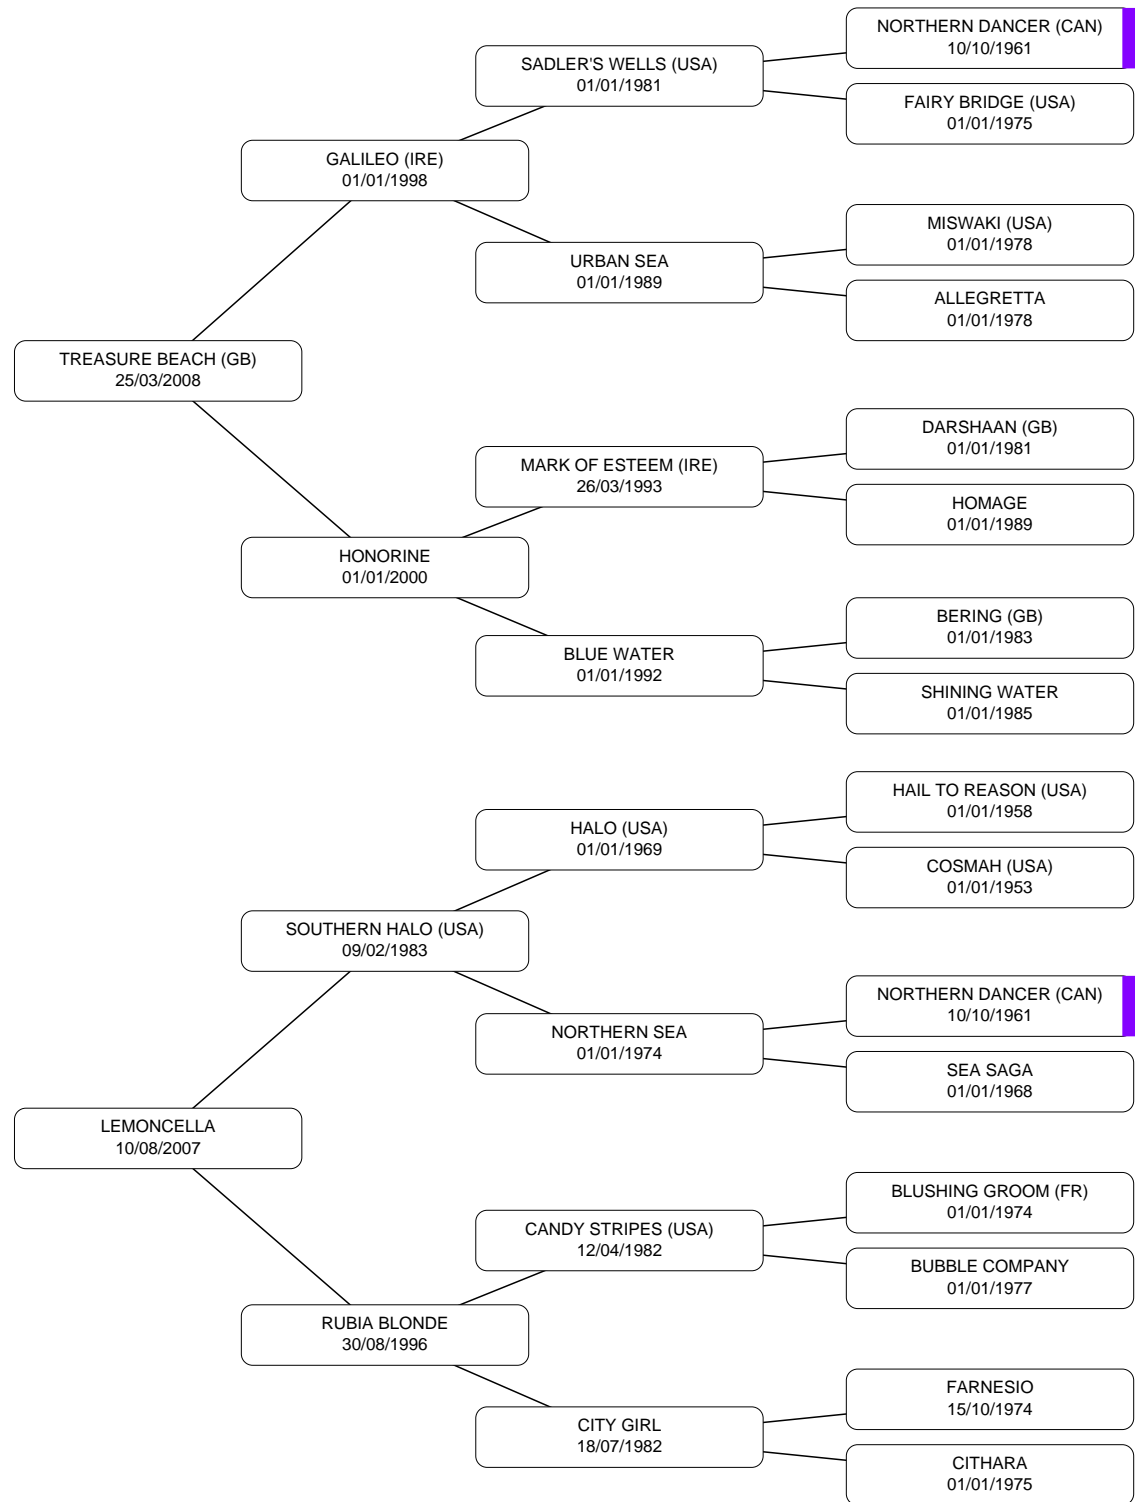 NORTHERN DANCER (CAN)
10/10/1961
SADLER'S WELLS (USA)
01/01/1981
FAIRY BRIDGE (USA)
01/01/1975
GALILEO (IRE)
01/01/1998
MISWAKI (USA)
01/01/1978
URBAN SEA
01/01/1989
ALLEGRETTA
01/01/1978
TREASURE BEACH (GB)
25/03/2008
DARSHAAN (GB)
01/01/1981
MARK OF ESTEEM (IRE)
26/03/1993
HOMAGE
01/01/1989
HONORINE
01/01/2000
BERING (GB)
01/01/1983
BLUE WATER
01/01/1992
SHINING WATER
01/01/1985
HAIL TO REASON (USA)
01/01/1958
HALO (USA)
01/01/1969
COSMAH (USA)
01/01/1953
SOUTHERN HALO (USA)
09/02/1983
NORTHERN DANCER (CAN)
10/10/1961
NORTHERN SEA
01/01/1974
SEA SAGA
01/01/1968
LEMONCELLA
10/08/2007
BLUSHING GROOM (FR)
01/01/1974
CANDY STRIPES (USA)
12/04/1982
BUBBLE COMPANY
01/01/1977
RUBIA BLONDE
30/08/1996
FARNESIO
15/10/1974
CITY GIRL
18/07/1982
CITHARA
01/01/1975